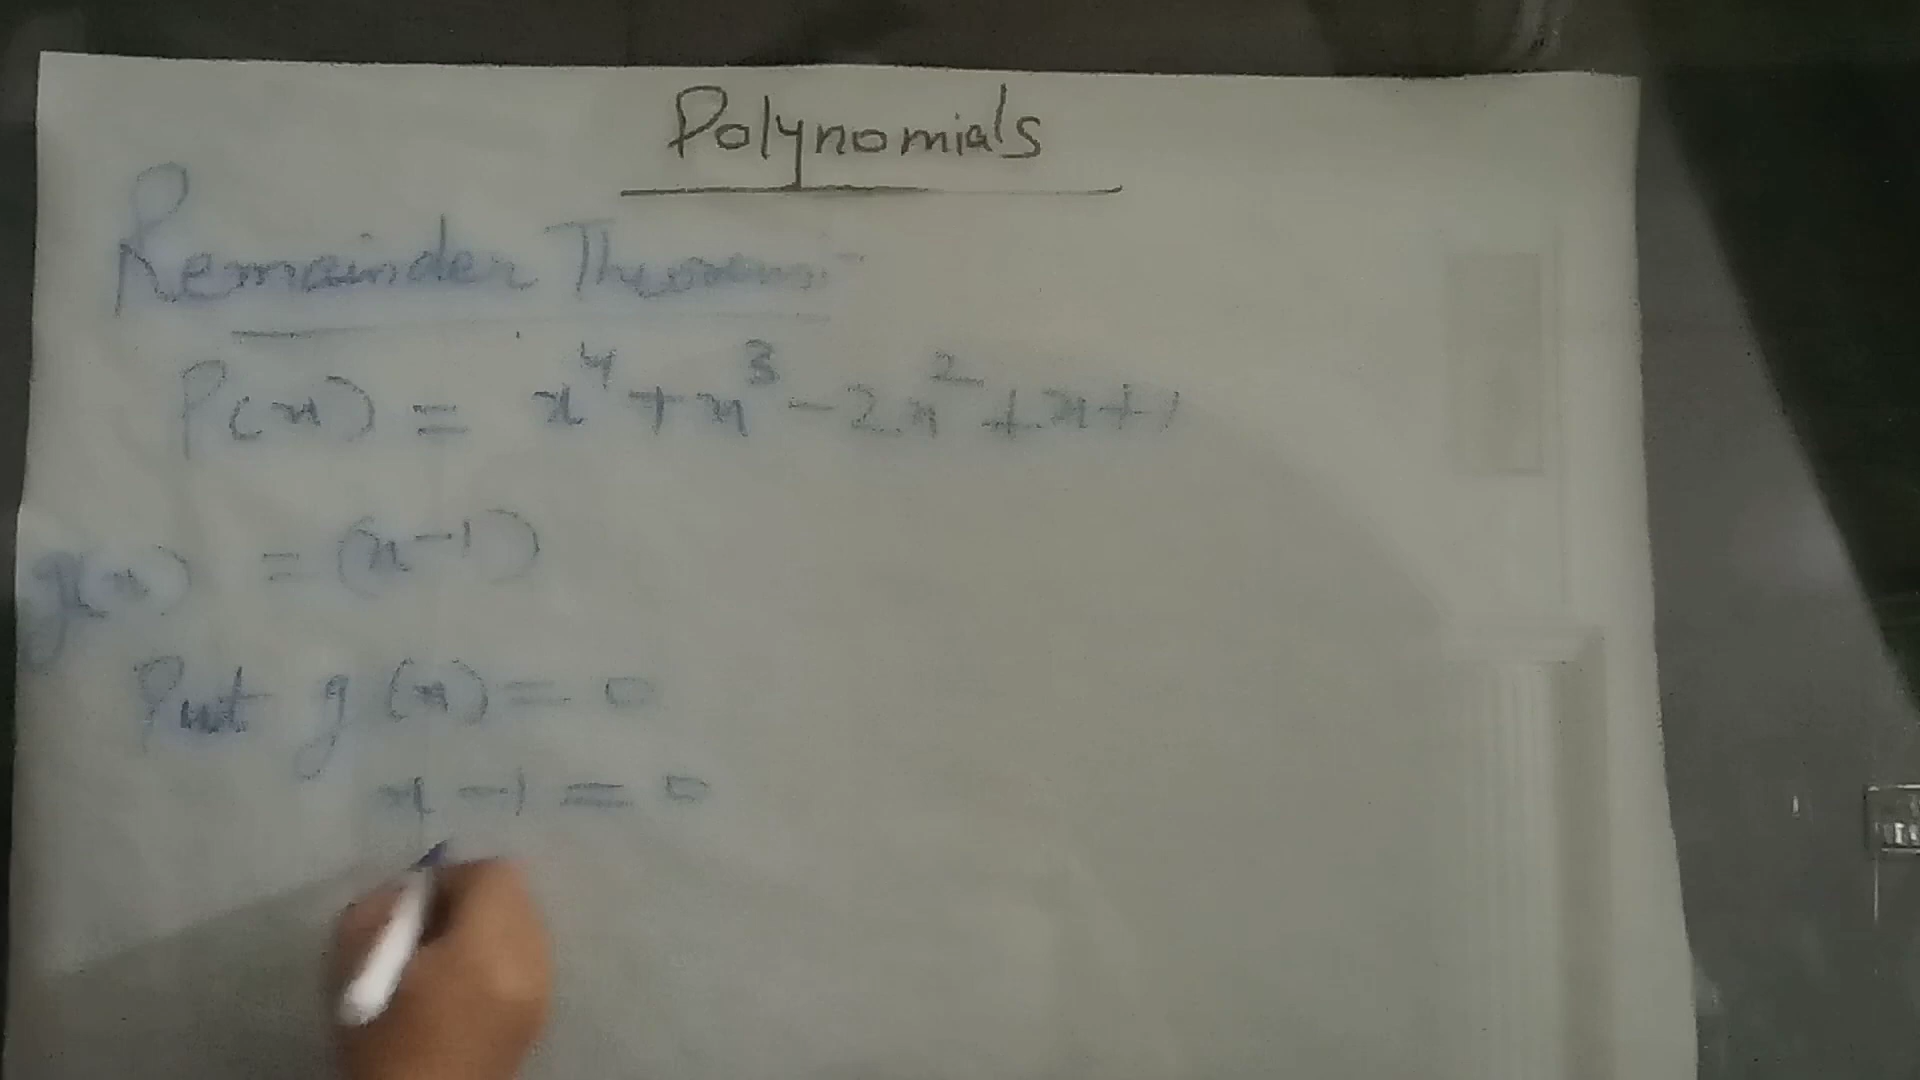 Polynomials
Remainder Theorem:-
P(x) = x⁴ + x³ - 2x² + x + 1
g(x) = (x-1)
Put g(x) = 0
x - 1 = 0